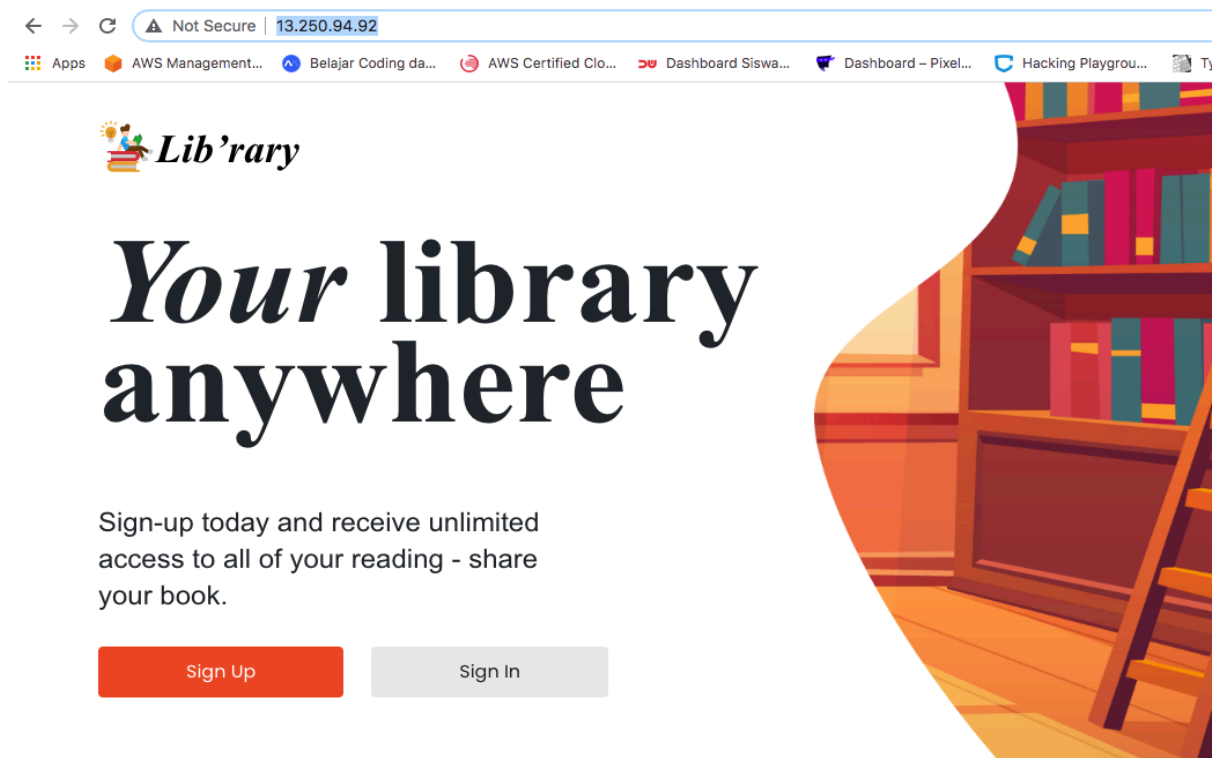 Not Secure | 13.250.94.92
Apps AWS Management... Belajar Coding da... AWS Certified Clo... Dashboard Siswa... Dashboard – Pixel... Hacking Playgrou...
Lib’rary
Your library
anywhere
Sign-up today and receive unlimited
access to all of your reading - share
your book.
Sign Up Sign In